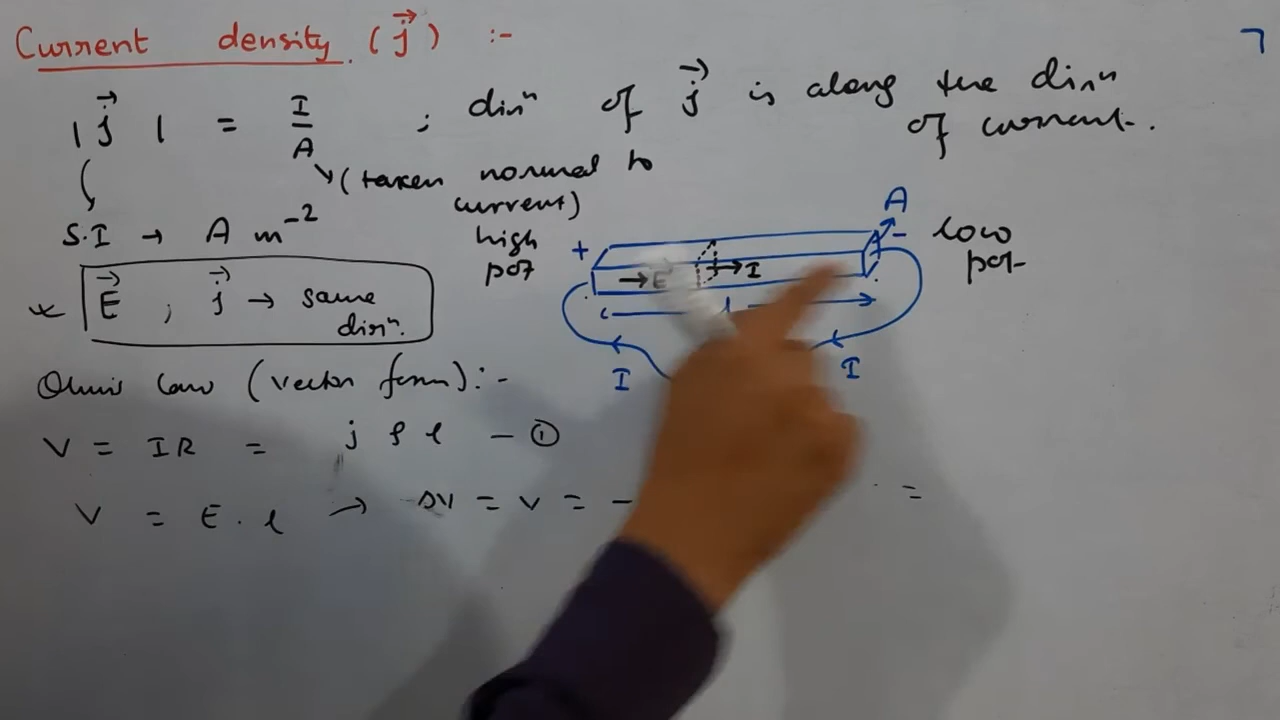 Current density (j⃗) :-
7
|j⃗| = I/A ; dirⁿ of j⃗ is along the dirⁿ
of current.
(taken normal to
current)
S.I → A m⁻²
high
pot
+
A
-
low
pot
→ E
→ I
l
I
I
* E⃗ ; j⃗ → same
dirⁿ.
Ohm's law (vector form):-
V = IR = j ρ l - ①
V = E . l → ΔV = V = - =